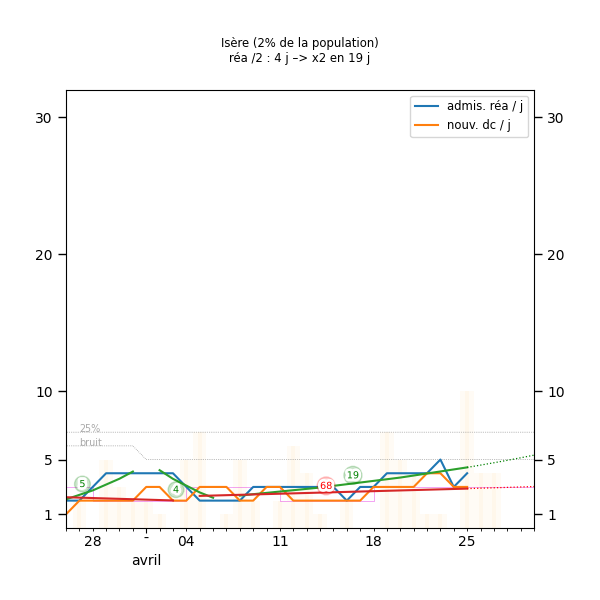 Isère (2% de la population)
réa /2 : 4 j –> x2 en 19 j
admis. réa / j
nouv. dc / j
30 30
20 20
10 10
25%
bruit
5 5
5 4 68 19
1 1
28 - 04 11 18 25
avril